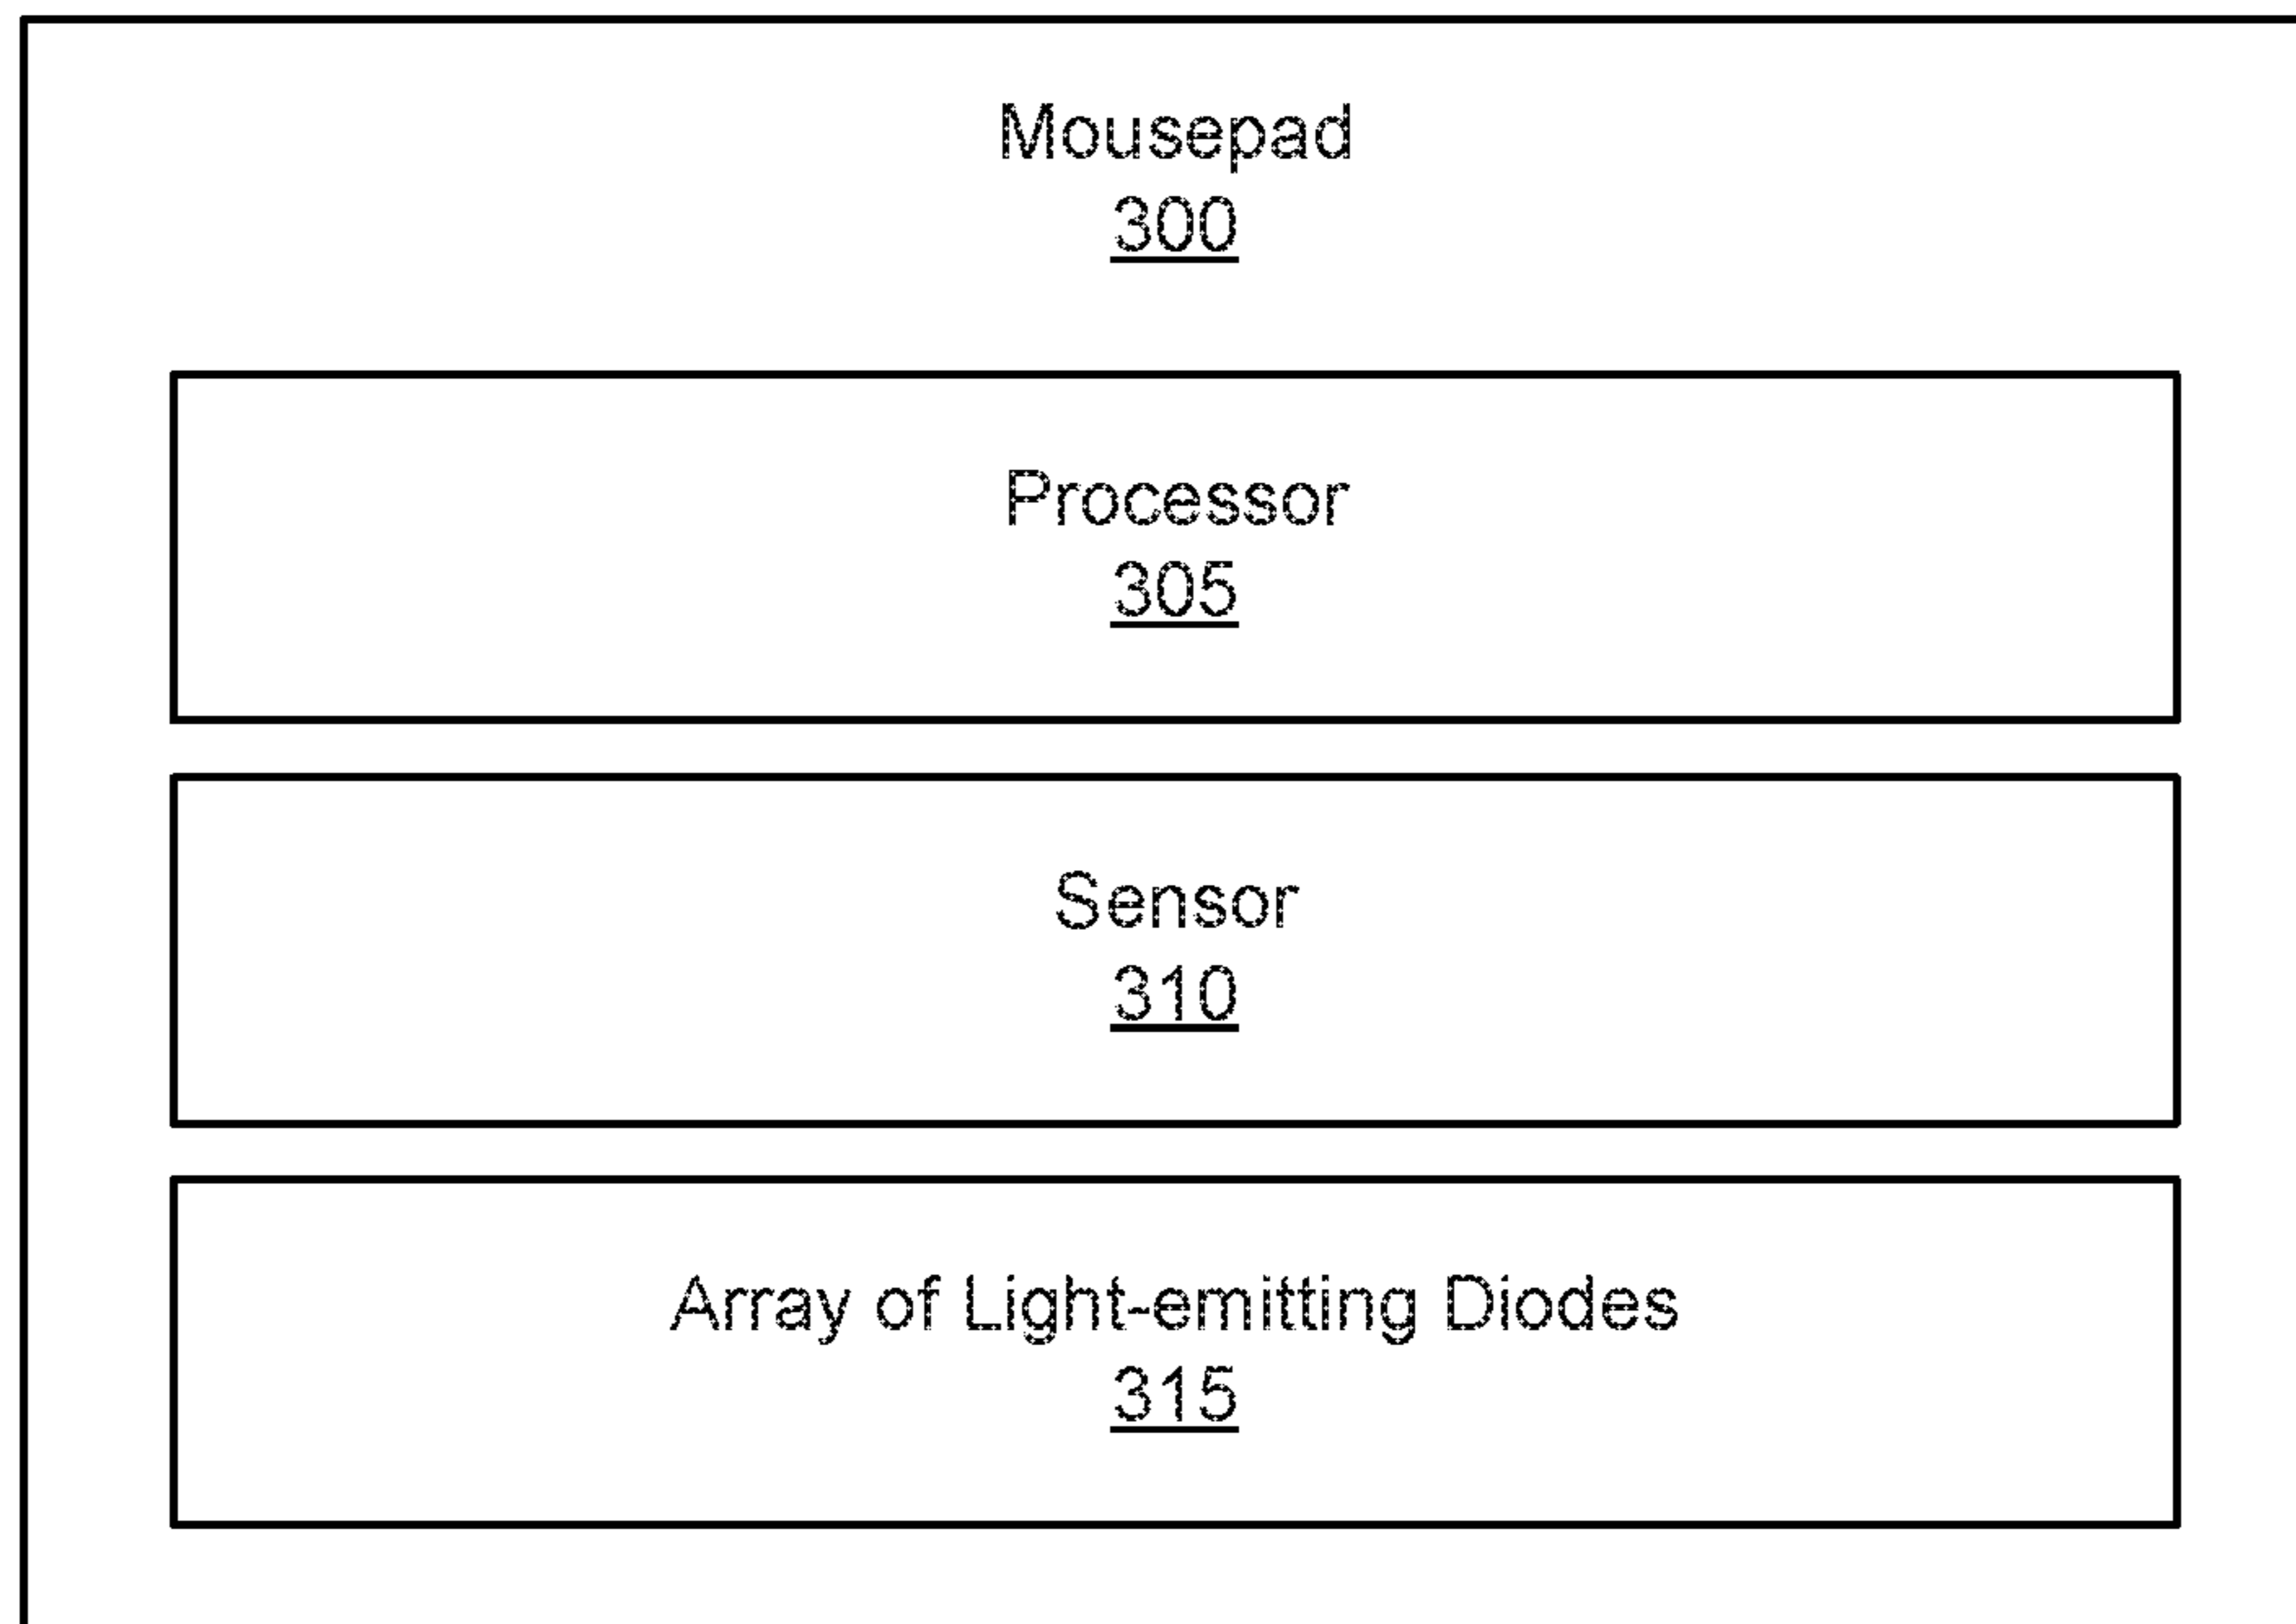 Mousepad
300
Processor
305
Sensor
310
Array of Light-emitting Diodes
315